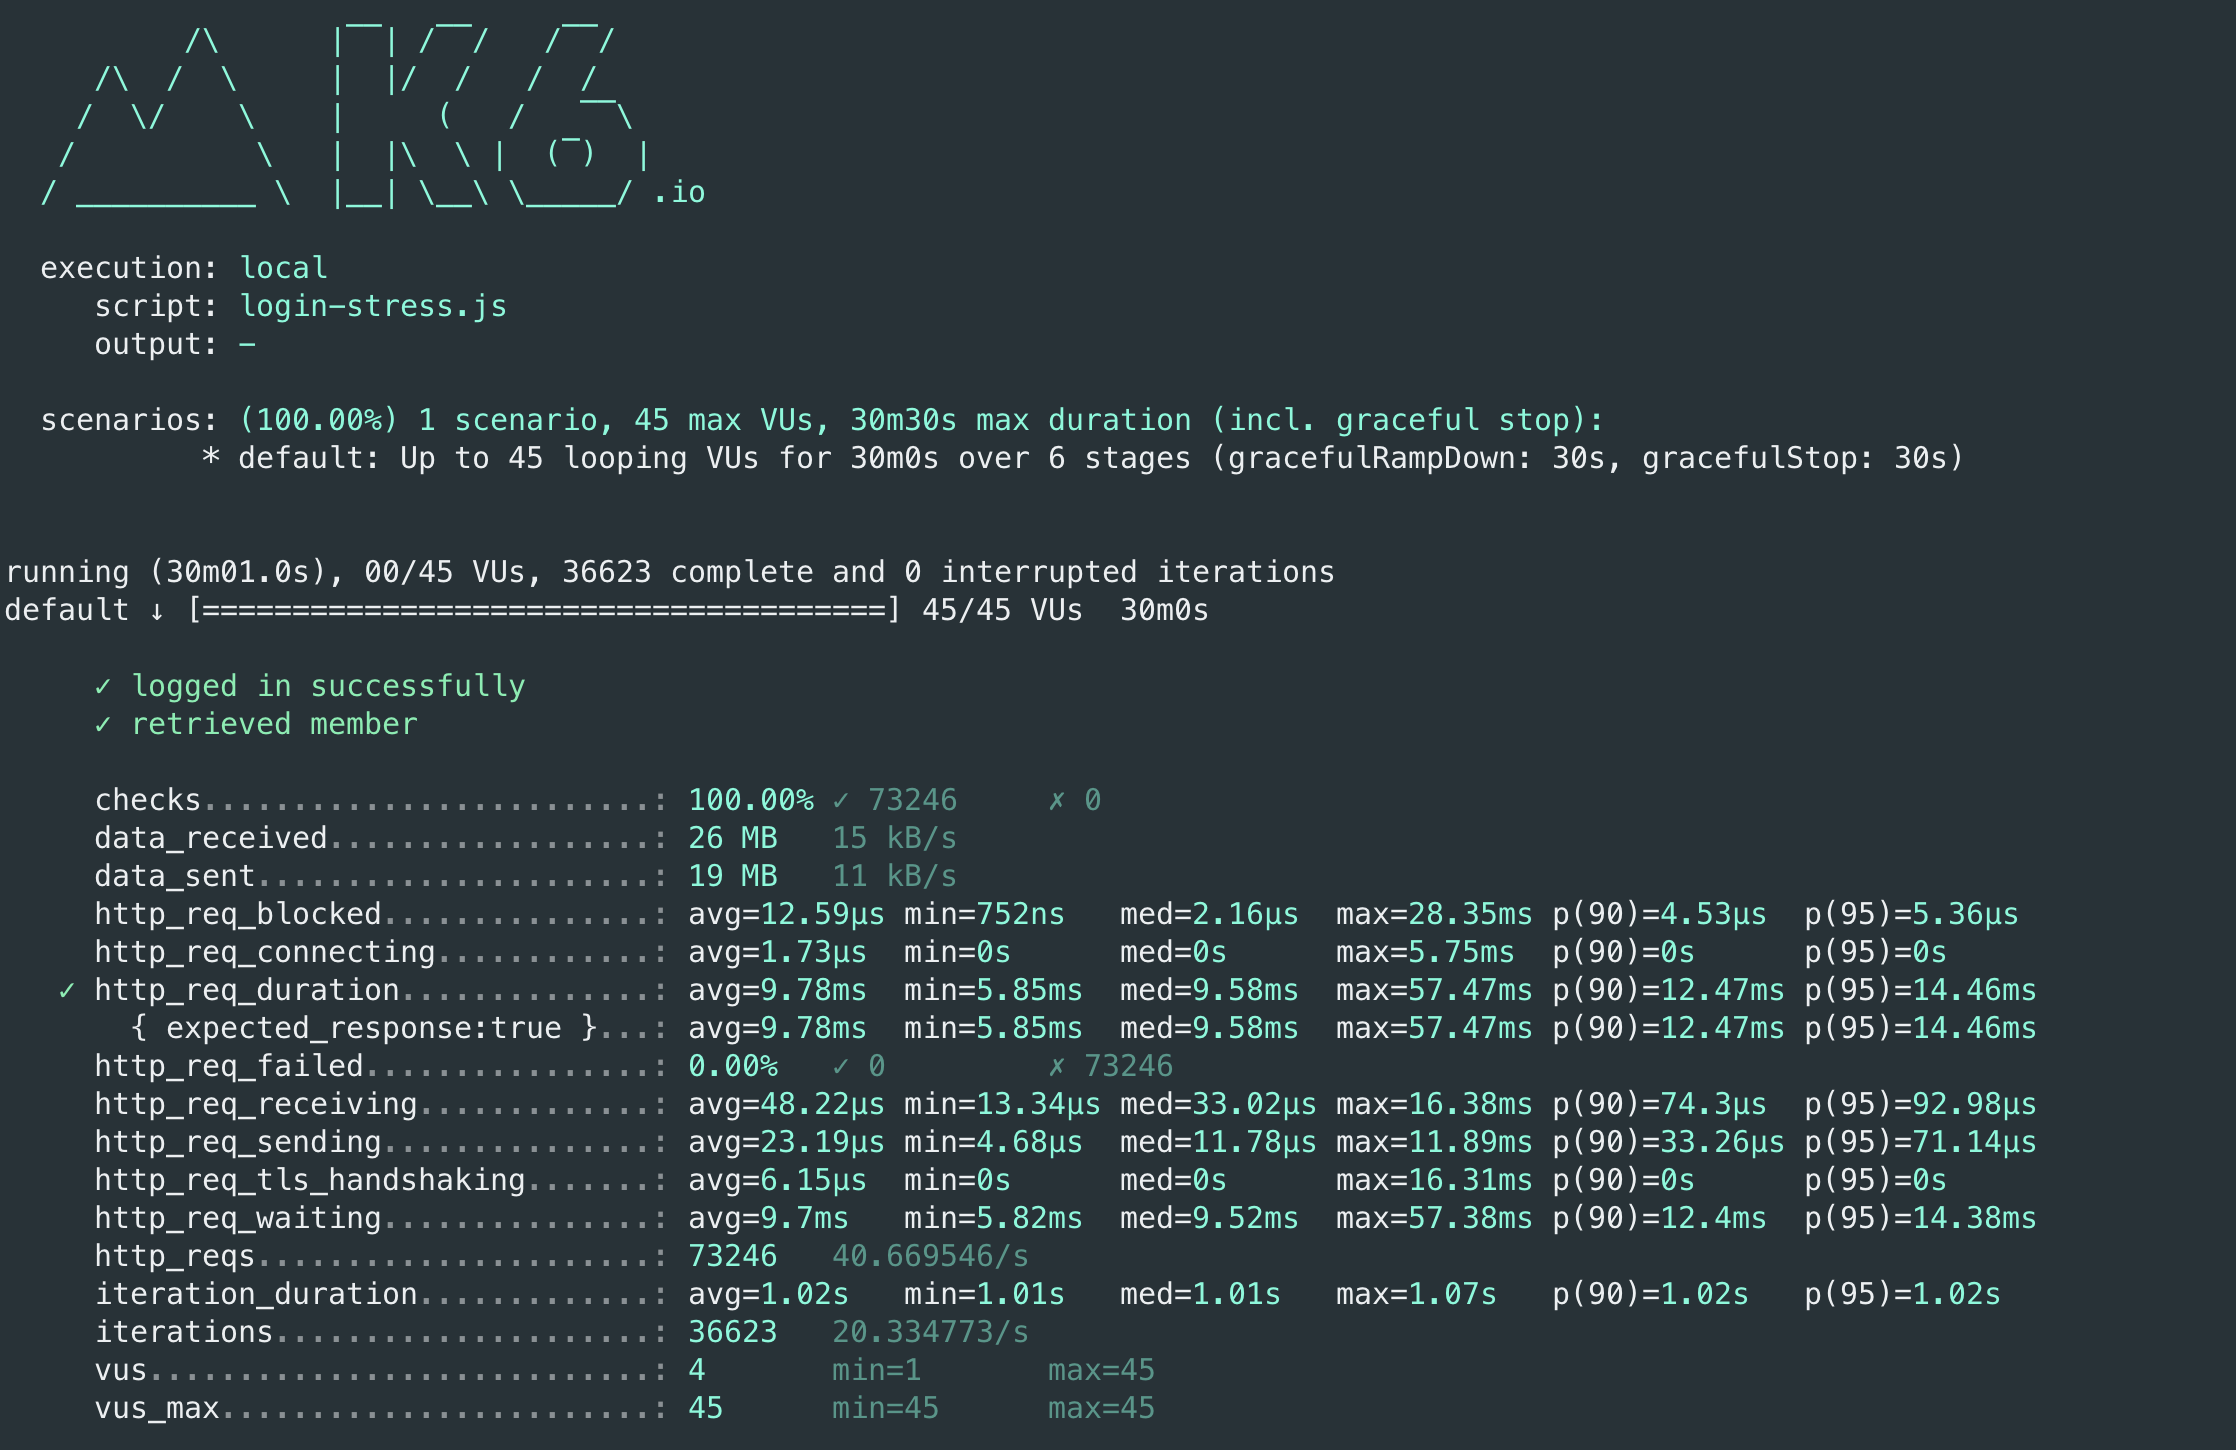 /\      |‾‾| /‾‾/   /‾‾/
     /\  /  \     |  |/  /   /  /
    /  \/    \    |     (   /   ‾‾\
   /          \   |  |\  \ |  (‾)  |
  / __________ \  |__| \__\ \_____/ .io
execution: local
script: login-stress.js
output: -
scenarios: (100.00%) 1 scenario, 45 max VUs, 30m30s max duration (incl. graceful stop):
* default: Up to 45 looping VUs for 30m0s over 6 stages (gracefulRampDown: 30s, gracefulStop: 30s)
running (30m01.0s), 00/45 VUs, 36623 complete and 0 interrupted iterations
default ↓ [======================================] 45/45 VUs  30m0s
✓ logged in successfully
✓ retrieved member
checks.........................: 100.00% ✓ 73246     ✗ 0
data_received..................: 26 MB   15 kB/s
data_sent......................: 19 MB   11 kB/s
http_req_blocked...............: avg=12.59µs min=752ns   med=2.16µs  max=28.35ms p(90)=4.53µs  p(95)=5.36µs
http_req_connecting............: avg=1.73µs  min=0s      med=0s      max=5.75ms  p(90)=0s      p(95)=0s
✓ http_req_duration..............: avg=9.78ms  min=5.85ms  med=9.58ms  max=57.47ms p(90)=12.47ms p(95)=14.46ms
{ expected_response:true }...: avg=9.78ms  min=5.85ms  med=9.58ms  max=57.47ms p(90)=12.47ms p(95)=14.46ms
http_req_failed................: 0.00%   ✓ 0         ✗ 73246
http_req_receiving.............: avg=48.22µs min=13.34µs med=33.02µs max=16.38ms p(90)=74.3µs  p(95)=92.98µs
http_req_sending...............: avg=23.19µs min=4.68µs  med=11.78µs max=11.89ms p(90)=33.26µs p(95)=71.14µs
http_req_tls_handshaking.......: avg=6.15µs  min=0s      med=0s      max=16.31ms p(90)=0s      p(95)=0s
http_req_waiting...............: avg=9.7ms   min=5.82ms  med=9.52ms  max=57.38ms p(90)=12.4ms  p(95)=14.38ms
http_reqs......................: 73246   40.669546/s
iteration_duration.............: avg=1.02s   min=1.01s   med=1.01s   max=1.07s   p(90)=1.02s   p(95)=1.02s
iterations.....................: 36623   20.334773/s
vus............................: 4       min=1       max=45
vus_max........................: 45      min=45      max=45